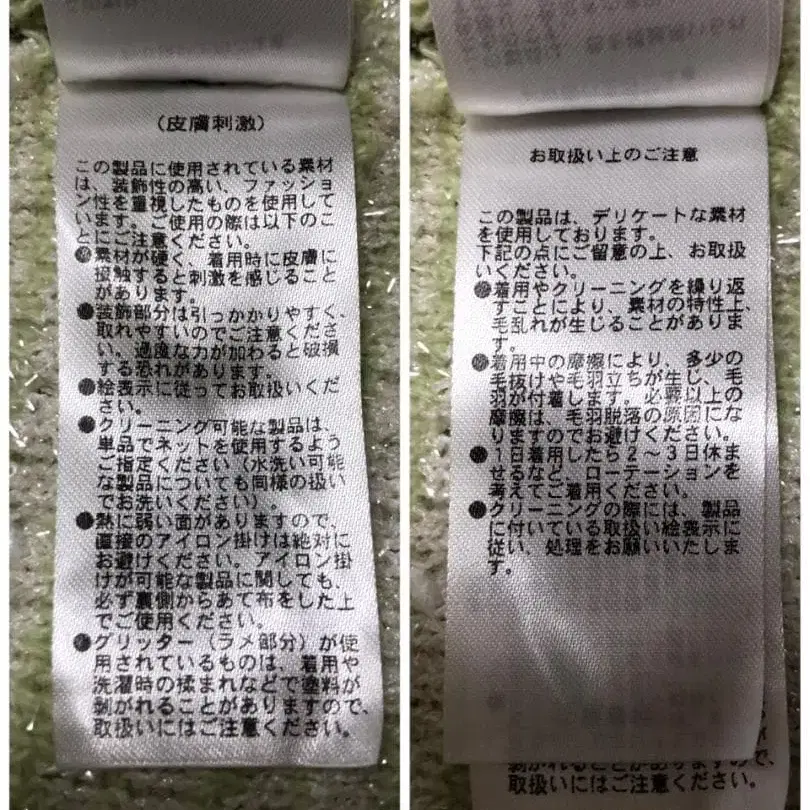 （皮膚刺激）
この製品に使用されている素材
は、装飾性の高い、ファッショ
ン性を重視したものを使用して
います。ご使用の際は以下のこ
とにご注意ください。
●素材が硬く、着用時に皮膚に
接触すると刺激を感じること
があります。
●装飾部分は引っかかりやすく、
取れやすいのでご注意くださ
い。過度な力が加わると破損
する恐れがあります。
●絵表示に従ってお取扱いくだ
さい。
●クリーニング可能な製品は、
単品でネットを使用するよう
ご指定ください（水洗い可能
な製品についても同様の扱い
でお洗いください）。
●熱に弱い面がありますので、
直接のアイロン掛けは絶対に
お避けください。アイロン掛
けが可能な製品に関しても、
必ず裏側からあて布をした上
でご使用ください。
●グリッター（ラメ部分）が使
用されているものは、着用や
洗濯時の揉まれなどで塗料が
剥がれることがありますので、
取扱いにはご注意ください。
お取扱い上のご注意
この製品は、デリケートな素材
を使用しております。
下記の点にご留意の上、お取扱
いください。
●着用やクリーニングを繰り返
すことにより、素材の特性上、
毛乱れが生じることがありま
す。
●着用中の摩擦により、多少の
毛抜けや毛羽立ちが生じ、毛
羽が付着します。必要以上の
摩擦は、毛羽脱落の原因にな
りますのでお避けください。
●1日着用したら2～3日休ま
せるなど、ローテーションを
考えてご着用ください。
●クリーニングの際には、製品
に付いている取扱い絵表示に
従い、処理をお願いいたしま
す。
剥がれることがありますので、
取扱いにはご注意ください。